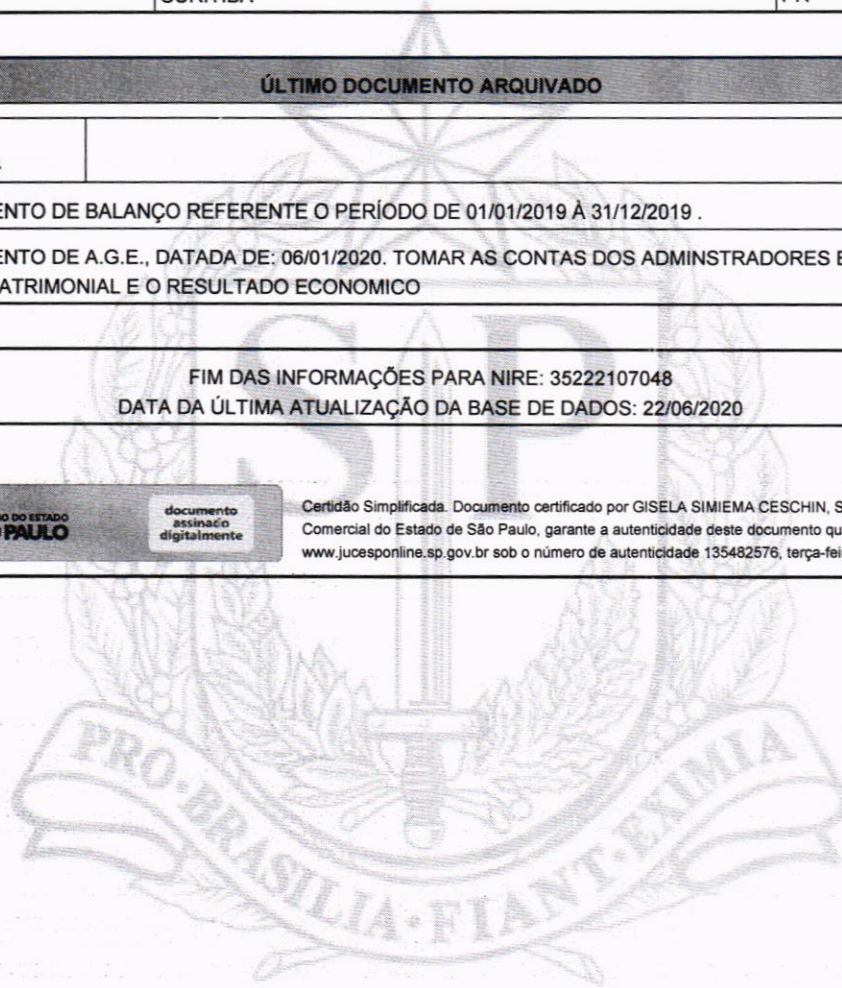 CURITIBA
ÚLTIMO DOCUMENTO ARQUIVADO
ENTO DE BALANÇO REFERENTE O PERÍODO DE 01/01/2019 À 31/12/2019 .
ENTO DE A.G.E., DATADA DE: 06/01/2020. TOMAR AS CONTAS DOS ADMINSTRADORES E
ATRIMONIAL E O RESULTADO ECONOMICO
FIM DAS INFORMAÇÕES PARA NIRE: 35222107048
DATA DA ÚLTIMA ATUALIZAÇÃO DA BASE DE DADOS: 22/06/2020
O DO ESTADO
PAULO
documento
assinado
digitalmente
Certidão Simplificada. Documento certificado por GISELA SIMIEMA CESCHIN, S
Comercial do Estado de São Paulo, garante a autenticidade deste documento qu
www.jucesponline.sp.gov.br sob o número de autenticidade 135482576, terça-fei
SP
PRO·BRASILIA·FIANT·EXIMIA